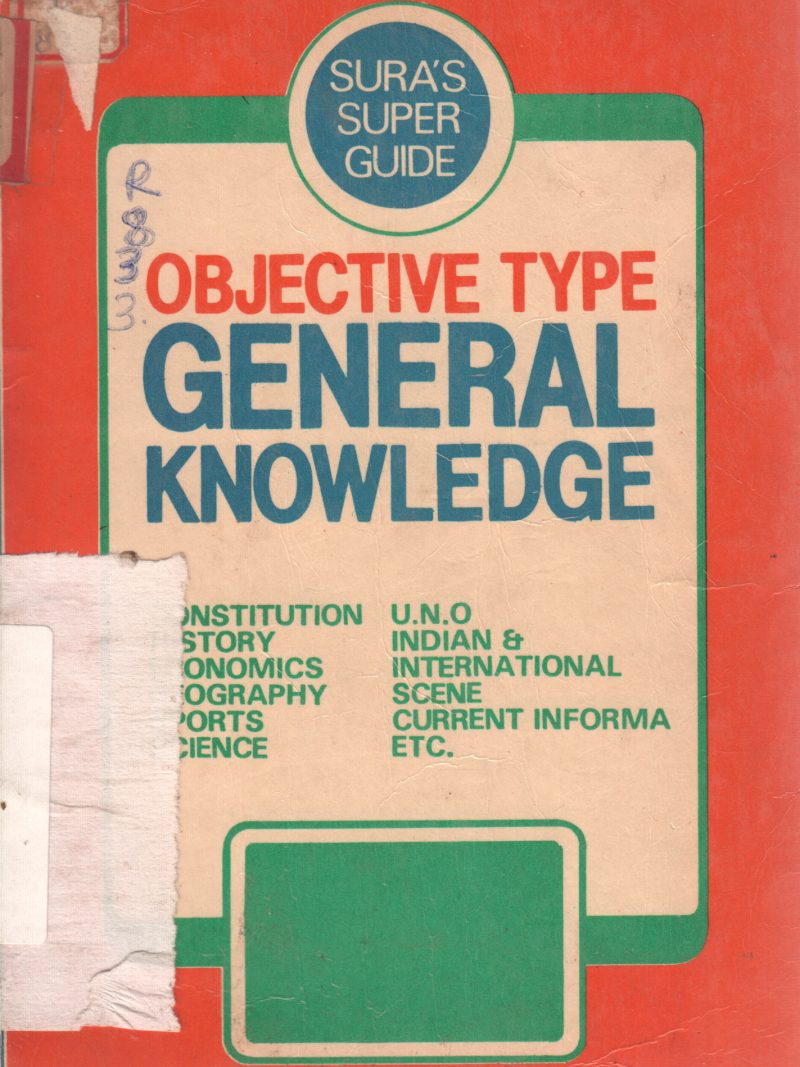 SURA'S
SUPER
GUIDE
R 833
OBJECTIVE TYPE
GENERAL
KNOWLEDGE
ONSTITUTION
STORY
ONOMICS
OGRAPHY
PORTS
CIENCE
U.N.O
INDIAN &
INTERNATIONAL
SCENE
CURRENT INFORMA
ETC.